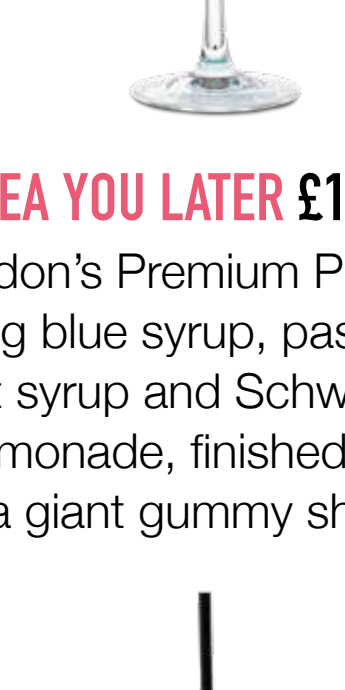 EA YOU LATER £1
don's Premium P
g blue syrup, pas
t syrup and Schw
monade, finished
a giant gummy sh